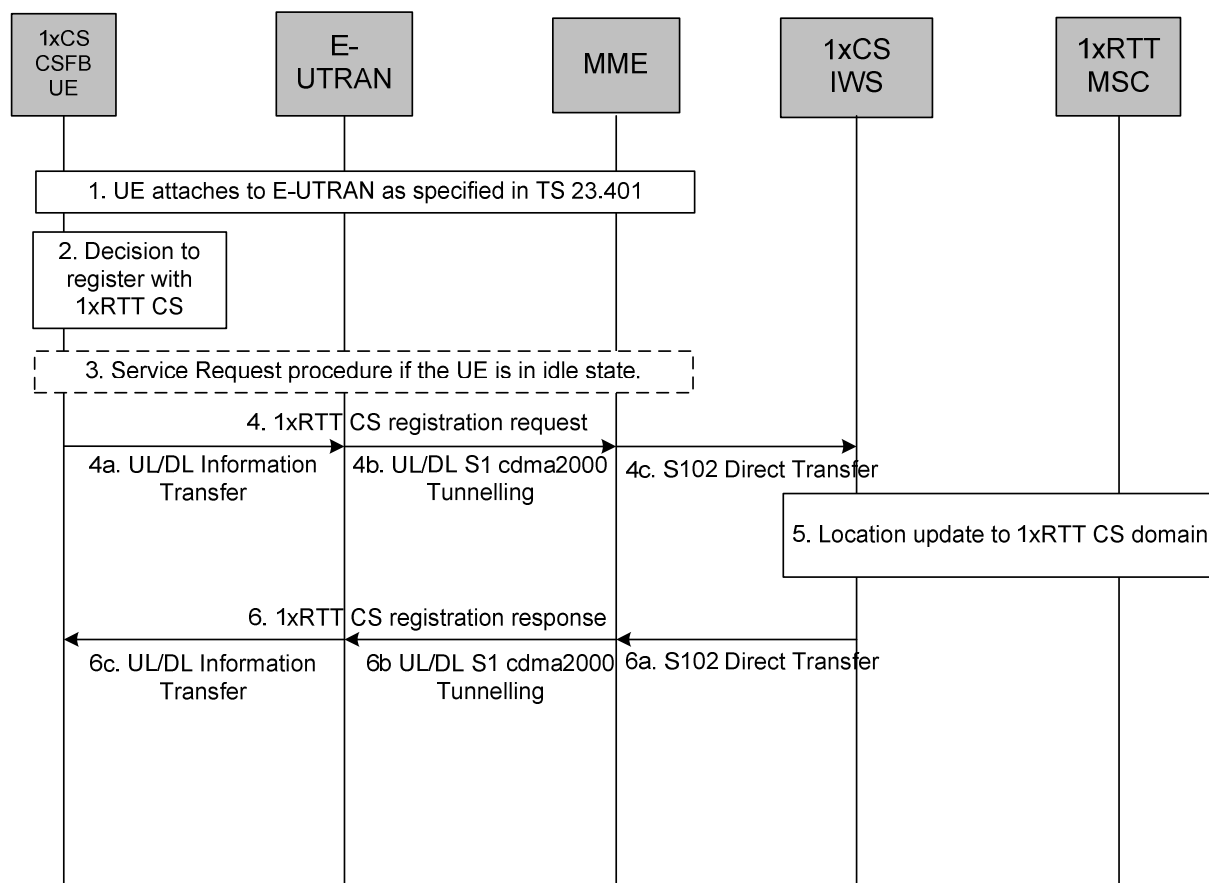 1xCS
CSFB
UE
E-
UTRAN
MME
1xCS
IWS
1xRTT
MSC
1. UE attaches to E-UTRAN as specified in TS 23.401
2. Decision to
register with
1xRTT CS
3. Service Request procedure if the UE is in idle state.
4. 1xRTT CS registration request
4a. UL/DL Information
Transfer
4b. UL/DL S1 cdma2000
Tunnelling
4c. S102 Direct Transfer
5. Location update to 1xRTT CS domain
6. 1xRTT CS registration response
6c. UL/DL Information
Transfer
6b UL/DL S1 cdma2000
Tunnelling
6a. S102 Direct Transfer